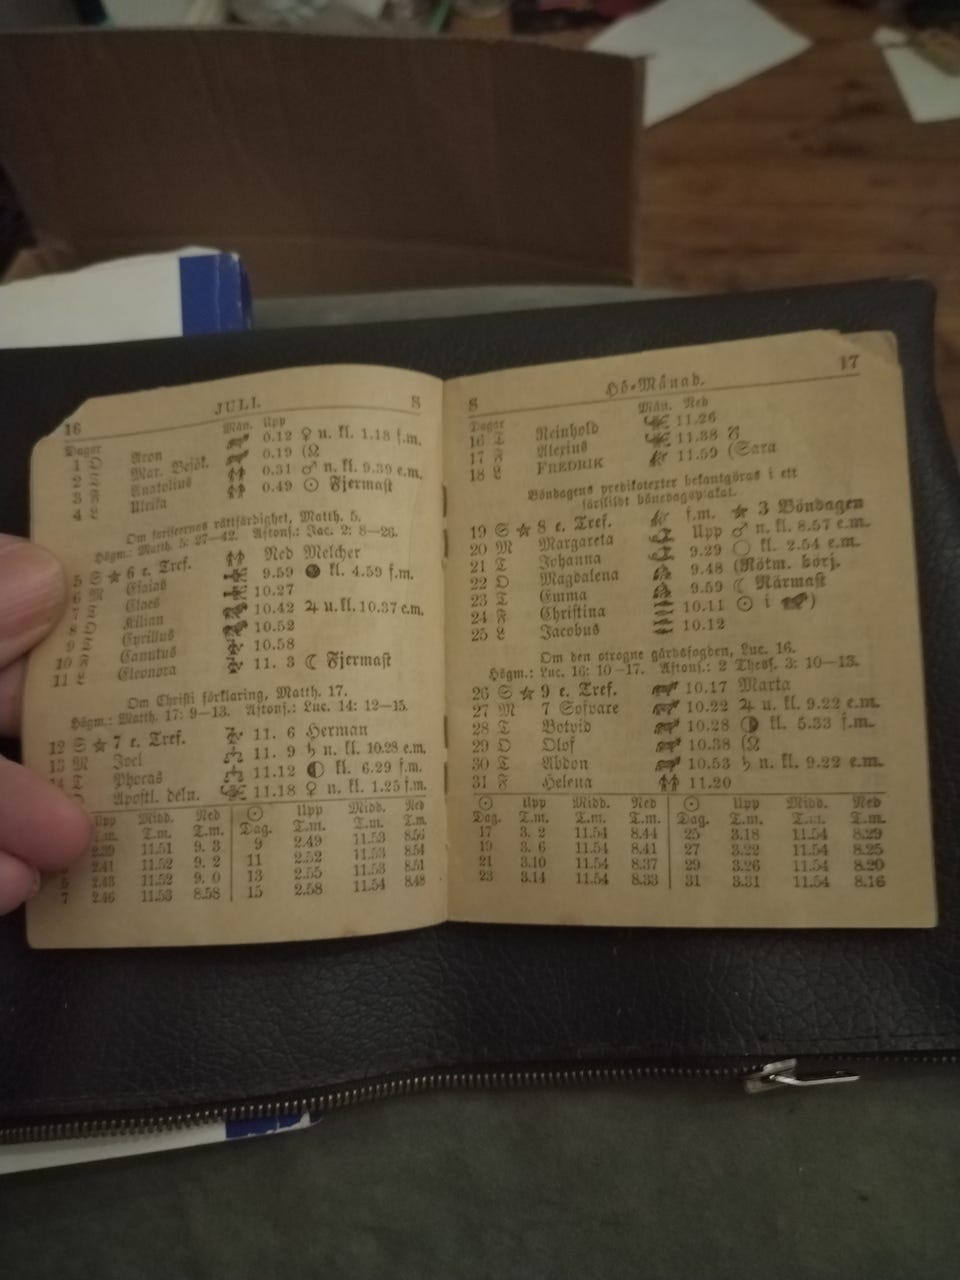 16 JULI. S
Dagar Mån. Upp
1 O Aron 0.12 ♀ u. kl. 1.18 f.m.
2 T Mar. Besök. 0.19 (☊
3 F Anatolius 0.31 ♂ n. kl. 9.39 e.m.
4 L Ulrika 0.49 ☉ Fjermast
Om fariseernas rättfärdighet, Matth. 5.
Högm.: Matth. 5: 27—42. Aftons.: Jac. 2: 8—26.
5 S ★ 6 e. Tref. Ned Melcher
6 M Esaias 9.59 ● kl. 4.59 f.m.
7 T Claes 10.27
8 O Kilian 10.42 ♃ u. kl. 10.37 e.m.
9 T Cyrillus 10.52
10 F Canutus 10.58
11 L Eleonora 11. 3 ☾ Fjermast
Om Christi förklaring, Matth. 17.
Högm.: Matth. 17: 9—13. Aftons.: Luc. 14: 12—15.
12 S ★ 7 e. Tref. 11. 6 Herman
13 M Joel 11. 9 ♄ n. kl. 10.28 e.m.
14 T Phocas 11.12 ◐ kl. 6.29 f.m.
Apostl. deln. 11.18 ♀ n. kl. 1.25 f.m.
Upp Midd. Ned ☉ Upp Midd. Ned
T.m. T.m. T.m. Dag. T.m. T.m. T.m.
2.39 11.51 9. 3 9 2.49 11.53 8.56
2.41 11.52 9. 2 11 2.52 11.53 8.54
5 2.43 11.52 9. 0 13 2.55 11.53 8.51
7 2.46 11.53 8.58 15 2.58 11.54 8.48
S Hö-Månad. 17
Dagar Mån. Ned
16 T Reinhold 11.26
17 F Alexius 11.38 ☋
18 L FREDRIK 11.59 (Sara
Böndagens predikotexter bekantgöras i ett
särskildt bönedagsplakat.
19 S ★ 8 e. Tref. f.m. ★ 3 Böndagen
20 M Margareta Upp ♂ n. kl. 8.57 e.m.
21 T Johanna 9.29 ○ kl. 2.54 e.m.
22 O Magdalena 9.48 (Rötm. börj.
23 T Emma 9.59 ☾ Närmast
24 F Christina 10.11 ☉ i ♌)
25 L Jacobus 10.12
Om den otrogne gårdsfogden, Luc. 16.
Högm.: Luc. 16: 10—17. Aftons.: 2 Thess. 3: 10—13.
26 S ★ 9 e. Tref. 10.17 Marta
27 M 7 Sofvare 10.22 ♃ u. kl. 9.22 e.m.
28 T Botvid 10.28 ◑ kl. 5.33 f.m.
29 O Olof 10.38 (☊
30 T Abdon 10.53 ♄ n. kl. 9.22 e.m.
31 F Helena 11.20
☉ Upp Midd. Ned ☉ Upp Midd. Ned
Dag. T.m. T.m. T.m. Dag. T.m. T.m. T.m.
17 3. 2 11.54 8.44 25 3.18 11.54 8.29
19 3. 6 11.54 8.41 27 3.22 11.54 8.25
21 3.10 11.54 8.37 29 3.26 11.54 8.20
23 3.14 11.54 8.33 31 3.31 11.54 8.16